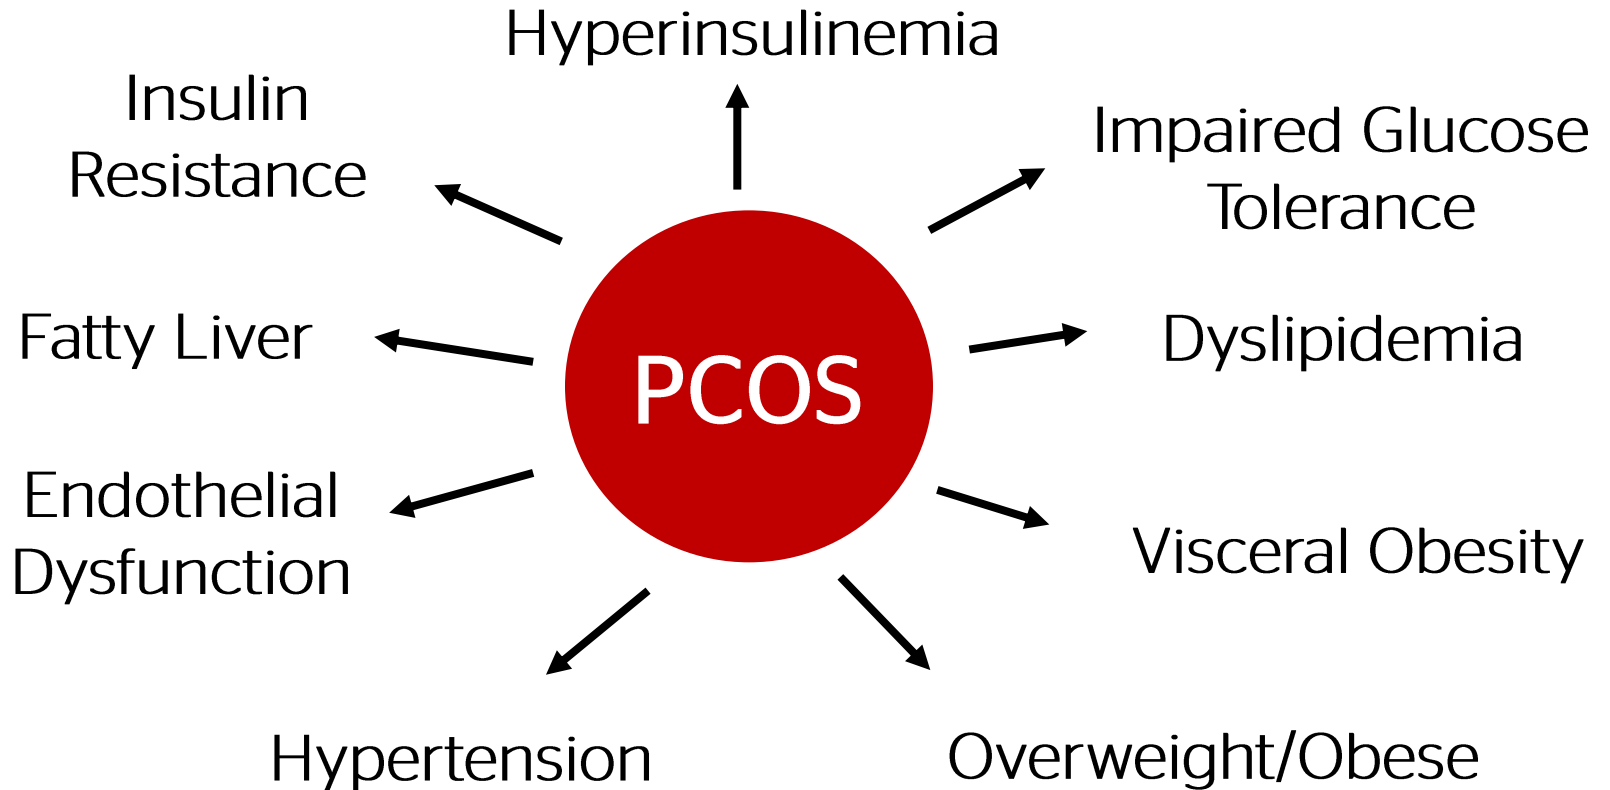 Hyperinsulinemia
Insulin
Resistance
Impaired Glucose
Tolerance
Fatty Liver
Dyslipidemia
PCOS
Endothelial
Dysfunction
Visceral Obesity
Hypertension
Overweight/Obese